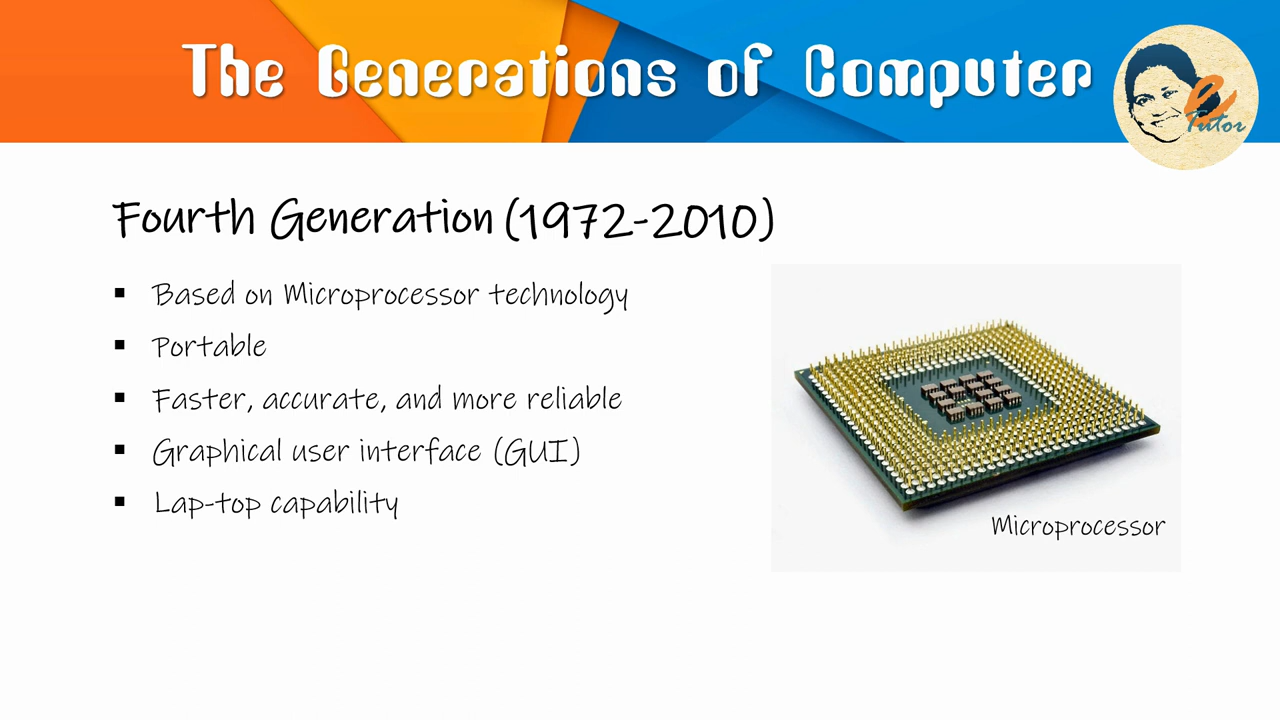 The Generations of Computer
e Tutor
Fourth Generation (1972-2010)
▪ Based on Microprocessor technology
▪ Portable
▪ Faster, accurate, and more reliable
▪ Graphical user interface (GUI)
▪ Lap-top capability
Microprocessor